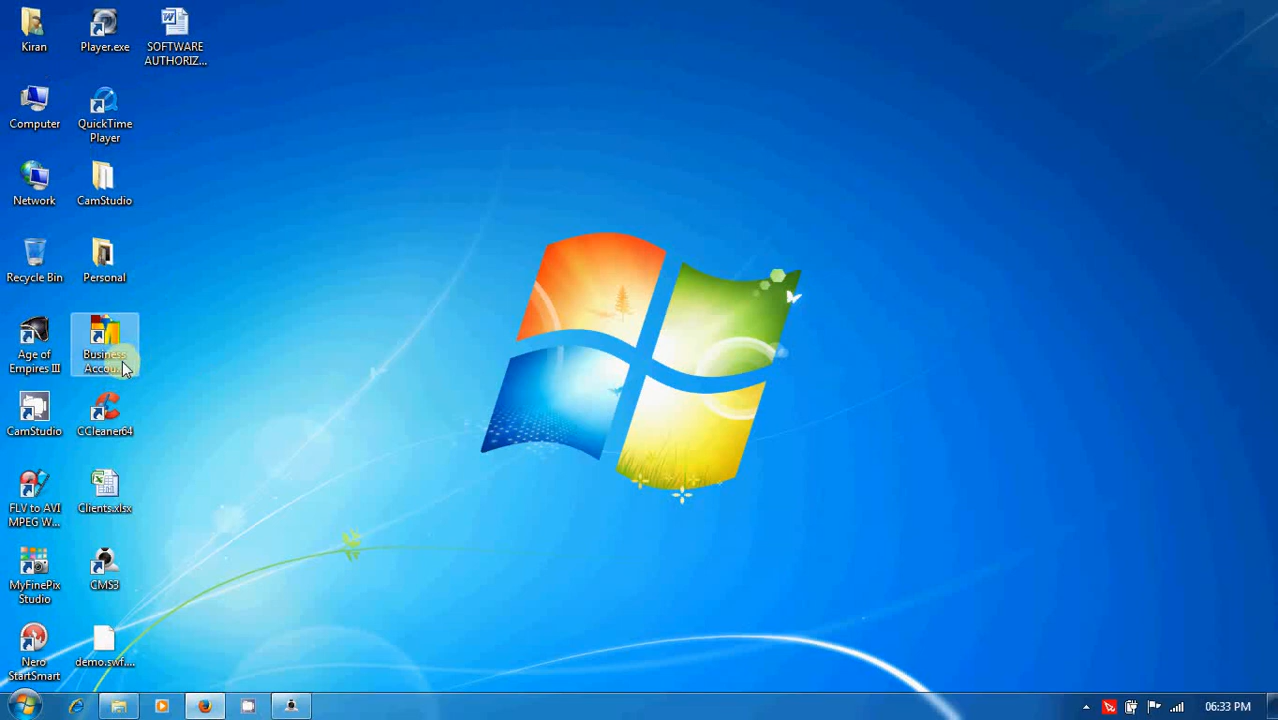 Kiran
Player.exe
SOFTWARE
AUTHORIZ...
Computer
QuickTime
Player
Network
CamStudio
Recycle Bin
Personal
Age of
Empires III
Business
Accou...
CamStudio
CCleaner64
FLV to AVI
MPEG W...
Clients.xlsx
MyFinePix
Studio
CMS3
Nero
StartSmart
demo.swf....
06:33 PM